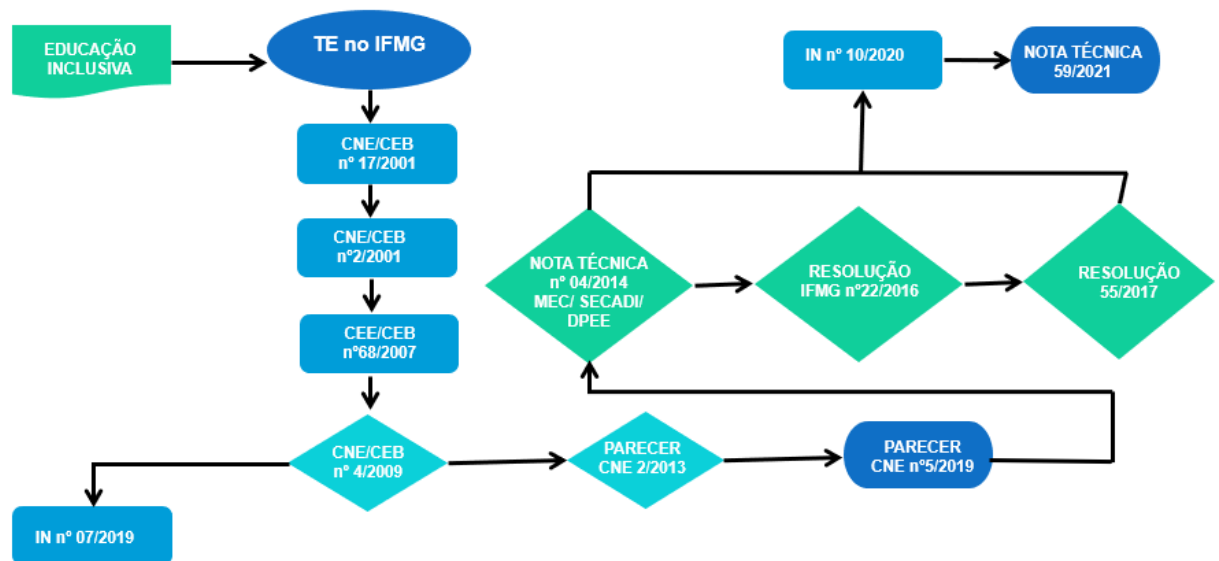 EDUCAÇÃO
INCLUSIVA
TE no IFMG
CNE/CEB
nº 17/2001
CNE/CEB
nº2/2001
CEE/CEB
nº68/2007
CNE/CEB
nº 4/2009
IN nº 07/2019
PARECER
CNE 2/2013
PARECER
CNE nº5/2019
NOTA TÉCNICA
nº 04/2014
MEC/ SECADI/
DPEE
RESOLUÇÃO
IFMG nº22/2016
RESOLUÇÃO
55/2017
IN nº 10/2020
NOTA TÉCNICA
59/2021